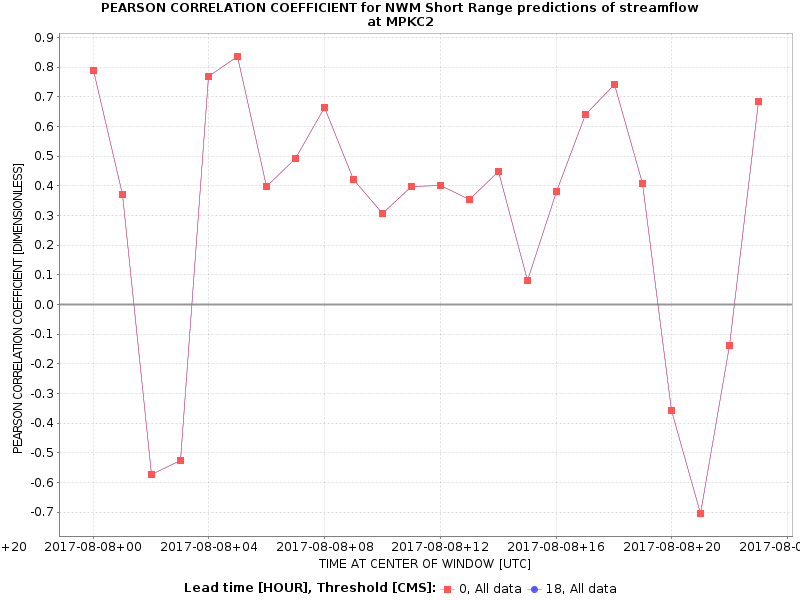 PEARSON CORRELATION COEFFICIENT for NWM Short Range predictions of streamflow
at MPKC2
0.9
0.8
0.7
0.6
0.5
0.4
0.3
0.2
0.1
0.0
-0.1
-0.2
-0.3
-0.4
-0.5
-0.6
-0.7
PEARSON CORRELATION COEFFICIENT [DIMENSIONLESS]
+20 2017-08-08+00 2017-08-08+04 2017-08-08+08 2017-08-08+12 2017-08-08+16 2017-08-08+20 2017-08-0
TIME AT CENTER OF WINDOW [UTC]
Lead time [HOUR], Threshold [CMS]: 0, All data 18, All data